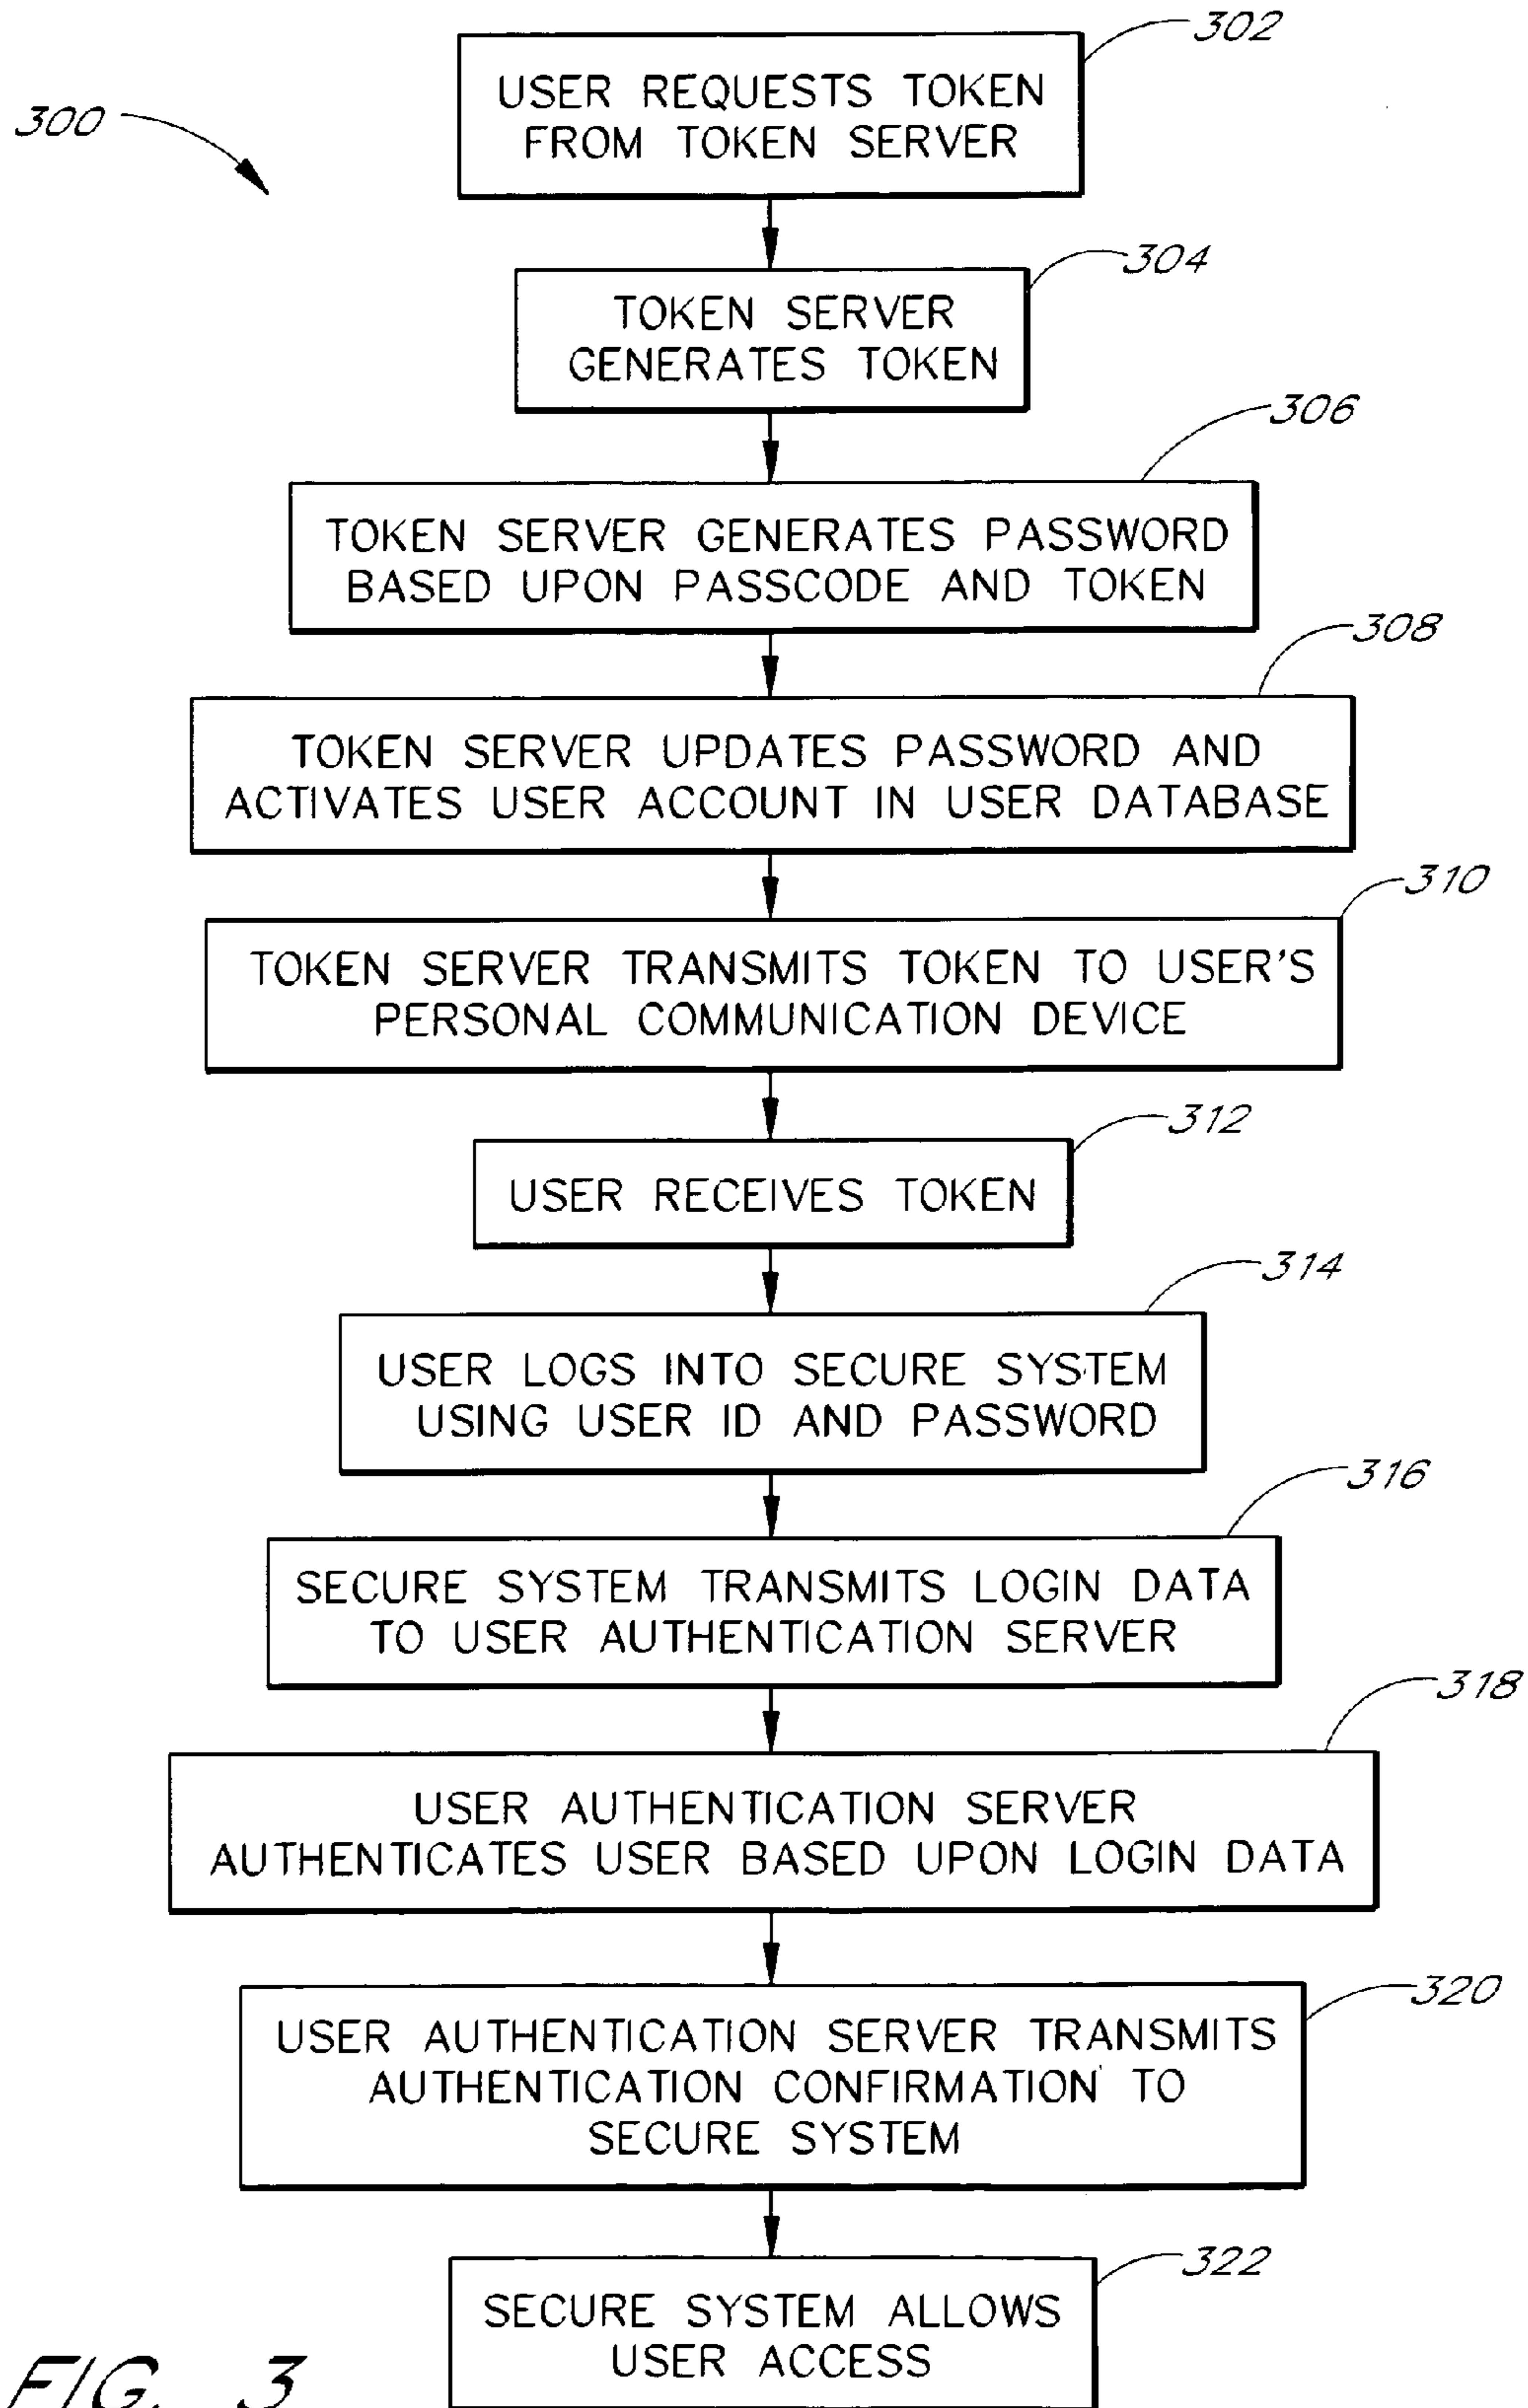 302
USER REQUESTS TOKEN
FROM TOKEN SERVER
300
304
TOKEN SERVER
GENERATES TOKEN
306
TOKEN SERVER GENERATES PASSWORD
BASED UPON PASSCODE AND TOKEN
308
TOKEN SERVER UPDATES PASSWORD AND
ACTIVATES USER ACCOUNT IN USER DATABASE
310
TOKEN SERVER TRANSMITS TOKEN TO USER'S
PERSONAL COMMUNICATION DEVICE
312
USER RECEIVES TOKEN
314
USER LOGS INTO SECURE SYSTEM
USING USER ID AND PASSWORD
316
SECURE SYSTEM TRANSMITS LOGIN DATA
TO USER AUTHENTICATION SERVER
318
USER AUTHENTICATION SERVER
AUTHENTICATES USER BASED UPON LOGIN DATA
320
USER AUTHENTICATION SERVER TRANSMITS
AUTHENTICATION CONFIRMATION TO
SECURE SYSTEM
322
SECURE SYSTEM ALLOWS
USER ACCESS
FIG. 3